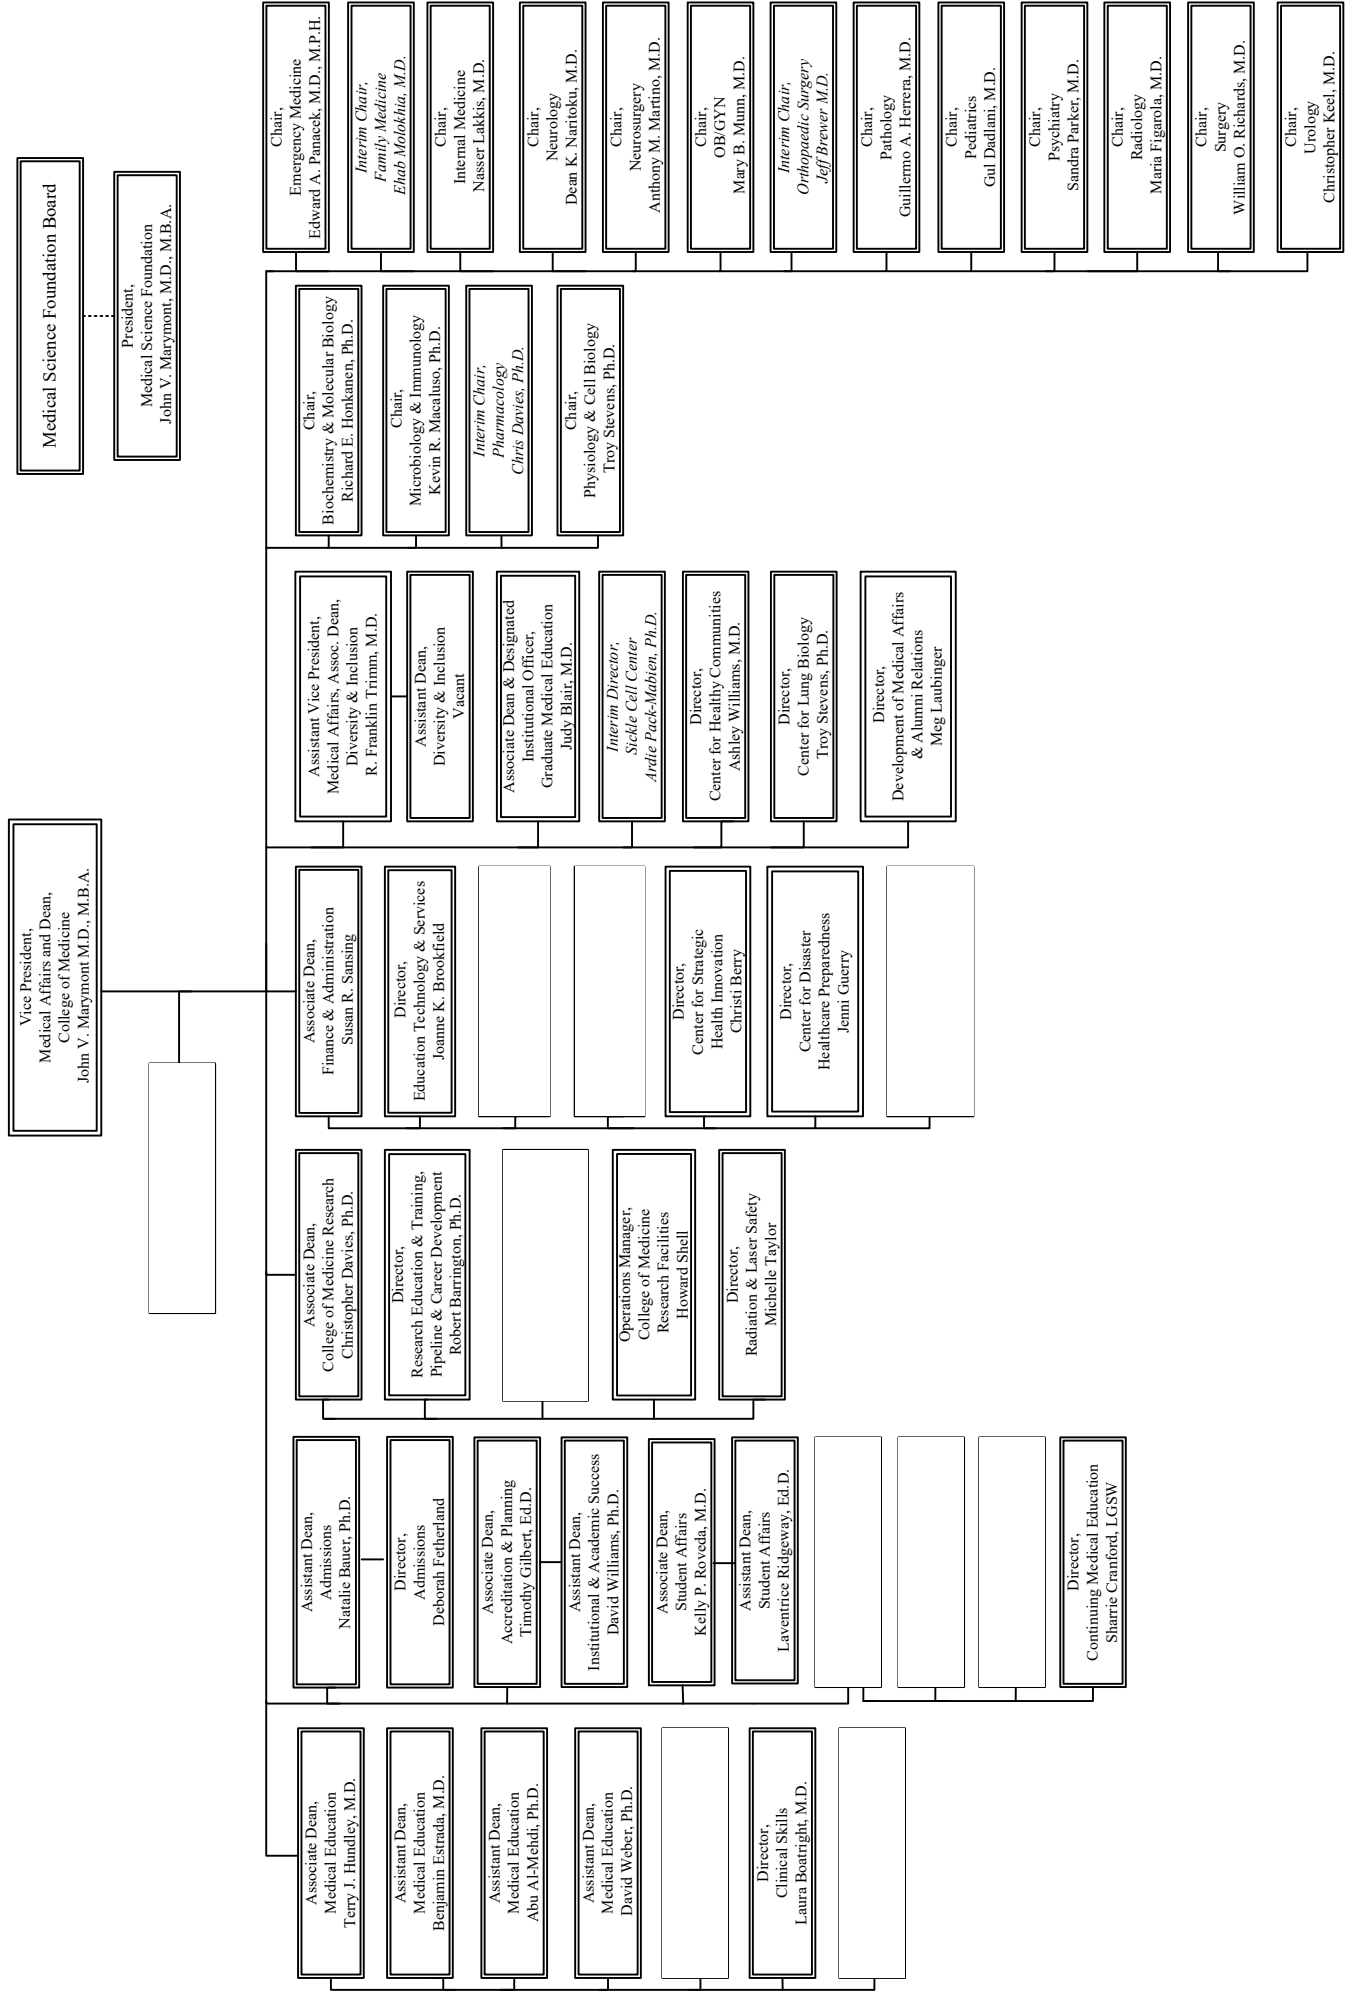 Vice President,
Medical Affairs and Dean,
College of Medicine
John V. Marymont M.D., M.B.A.
Medical Science Foundation Board
President,
Medical Science Foundation
John V. Marymont, M.D., M.B.A.
Associate Dean,
Medical Education
Terry J. Hundley, M.D.
Assistant Dean,
Medical Education
Benjamin Estrada, M.D.
Assistant Dean,
Medical Education
Abu Al-Mehdi, Ph.D.
Assistant Dean,
Medical Education
David Weber, Ph.D.
Director,
Clinical Skills
Laura Boatright, M.D.
Assistant Dean,
Admissions
Natalie Bauer, Ph.D.
Director,
Admissions
Deborah Fetherland
Associate Dean,
Accreditation & Planning
Timothy Gilbert, Ed.D.
Assistant Dean,
Institutional & Academic Success
David Williams, Ph.D.
Associate Dean,
Student Affairs
Kelly P. Roveda, M.D.
Assistant Dean,
Student Affairs
Laventrice Ridgeway, Ed.D.
Director,
Continuing Medical Education
Sharrie Cranford, LGSW
Associate Dean,
College of Medicine Research
Christopher Davies, Ph.D.
Director,
Research Education & Training,
Pipeline & Career Development
Robert Barrington, Ph.D.
Operations Manager,
College of Medicine
Research Facilities
Howard Shell
Director,
Radiation & Laser Safety
Michelle Taylor
Associate Dean,
Finance & Administration
Susan R. Sansing
Director,
Education Technology & Services
Joanne K. Brookfield
Director,
Center for Strategic
Health Innovation
Christi Berry
Director,
Center for Disaster
Healthcare Preparedness
Jenni Guerry
Assistant Vice President,
Medical Affairs, Assoc. Dean,
Diversity & Inclusion
R. Franklin Trimm, M.D.
Assistant Dean,
Diversity & Inclusion
Vacant
Associate Dean & Designated
Institutional Officer,
Graduate Medical Education
Judy Blair, M.D.
Interim Director,
Sickle Cell Center
Ardie Pack-Mabien, Ph.D.
Director,
Center for Healthy Communities
Ashley Williams, M.D.
Director,
Center for Lung Biology
Troy Stevens, Ph.D.
Director,
Development of Medical Affairs
& Alumni Relations
Meg Laubinger
Chair,
Biochemistry & Molecular Biology
Richard E. Honkanen, Ph.D.
Chair,
Microbiology & Immunology
Kevin R. Macaluso, Ph.D.
Interim Chair,
Pharmacology
Chris Davies, Ph.D.
Chair,
Physiology & Cell Biology
Troy Stevens, Ph.D.
Chair,
Emergency Medicine
Edward A. Panacek, M.D., M.P.H.
Interim Chair,
Family Medicine
Ehab Molokhia, M.D.
Chair,
Internal Medicine
Nasser Lakkis, M.D.
Chair,
Neurology
Dean K. Naritoku, M.D.
Chair,
Neurosurgery
Anthony M. Martino, M.D.
Chair,
OB/GYN
Mary B. Munn, M.D.
Interim Chair,
Orthopaedic Surgery
Jeff Brewer M.D.
Chair,
Pathology
Guillermo A. Herrera, M.D.
Chair,
Pediatrics
Gul Dadlani, M.D.
Chair,
Psychiatry
Sandra Parker, M.D.
Chair,
Radiology
Maria Figarola, M.D.
Chair,
Surgery
William O. Richards, M.D.
Chair,
Urology
Christopher Keel, M.D.